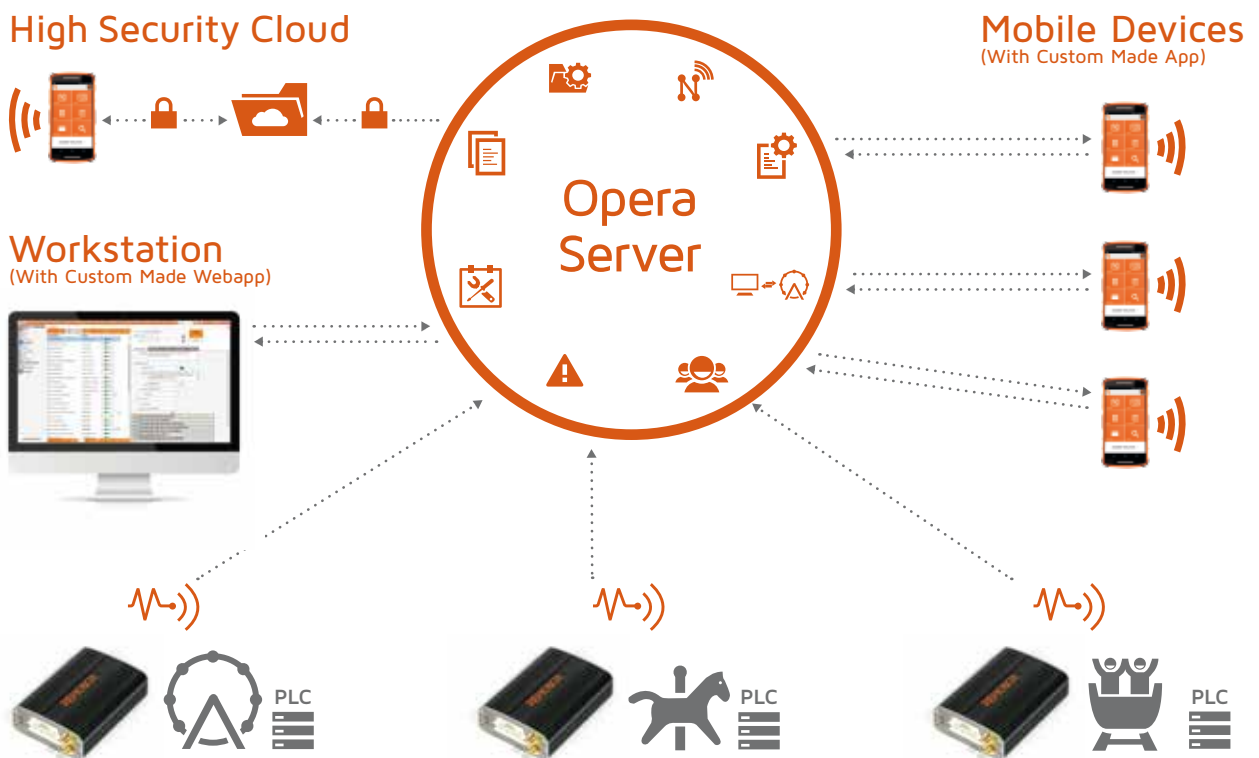 High Security Cloud
Mobile Devices
(With Custom Made App)
Opera
Server
Workstation
(With Custom Made Webapp)
PLC
PLC
PLC